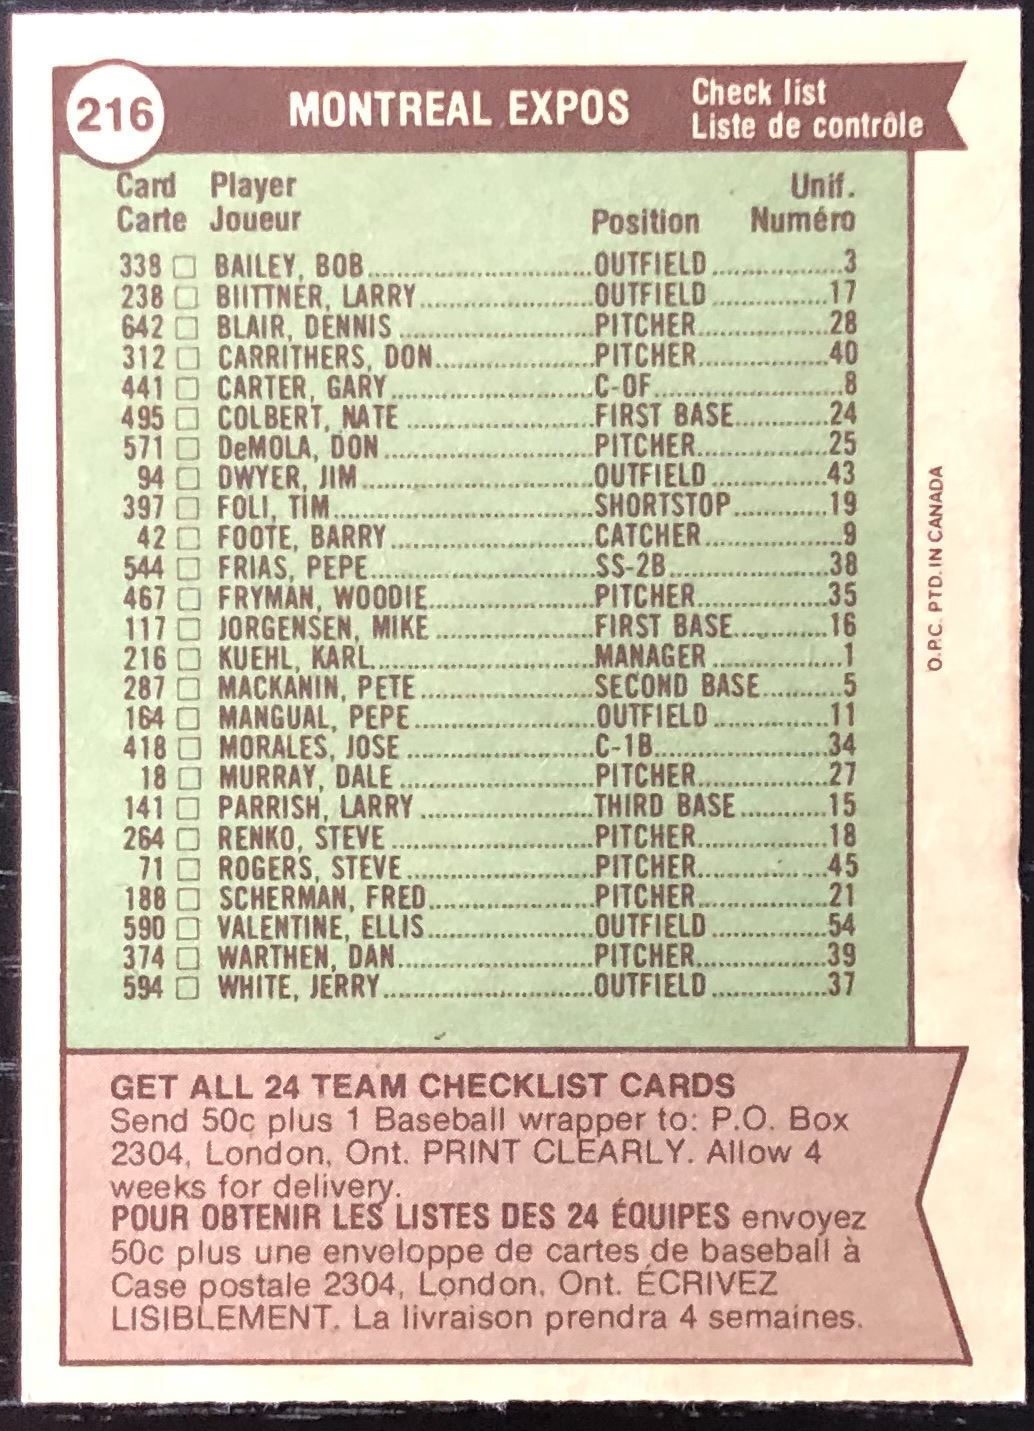 216
MONTREAL EXPOS
Check list
Liste de contrôle
Card Player Unif.
Carte Joueur Position Numéro
338 □ BAILEY, BOB..............................OUTFIELD.................3
238 □ BIITTNER, LARRY......................OUTFIELD...............17
642 □ BLAIR, DENNIS.........................PITCHER.................28
312 □ CARRITHERS, DON....................PITCHER.................40
441 □ CARTER, GARY..........................C-OF.........................8
495 □ COLBERT, NATE........................FIRST BASE............24
571 □ DeMOLA, DON...........................PITCHER.................25
94 □ DWYER, JIM..............................OUTFIELD...............43
397 □ FOLI, TIM..................................SHORTSTOP............19
42 □ FOOTE, BARRY..........................CATCHER..................9
544 □ FRIAS, PEPE.............................SS-2B......................38
467 □ FRYMAN, WOODIE.....................PITCHER.................35
117 □ JORGENSEN, MIKE....................FIRST BASE............16
216 □ KUEHL, KARL............................MANAGER.................1
287 □ MACKANIN, PETE......................SECOND BASE..........5
164 □ MANGUAL, PEPE.......................OUTFIELD...............11
418 □ MORALES, JOSE........................C-1B.......................34
18 □ MURRAY, DALE.........................PITCHER.................27
141 □ PARRISH, LARRY......................THIRD BASE...........15
264 □ RENKO, STEVE..........................PITCHER.................18
71 □ ROGERS, STEVE........................PITCHER.................45
188 □ SCHERMAN, FRED.....................PITCHER.................21
590 □ VALENTINE, ELLIS.....................OUTFIELD...............54
374 □ WARTHEN, DAN.........................PITCHER.................39
594 □ WHITE, JERRY...........................OUTFIELD...............37
O.P.C. PTD. IN CANADA
GET ALL 24 TEAM CHECKLIST CARDS
Send 50c plus 1 Baseball wrapper to: P.O. Box
2304, London, Ont. PRINT CLEARLY. Allow 4
weeks for delivery.
POUR OBTENIR LES LISTES DES 24 ÉQUIPES envoyez
50c plus une enveloppe de cartes de baseball à
Case postale 2304, London, Ont. ÉCRIVEZ
LISIBLEMENT. La livraison prendra 4 semaines.